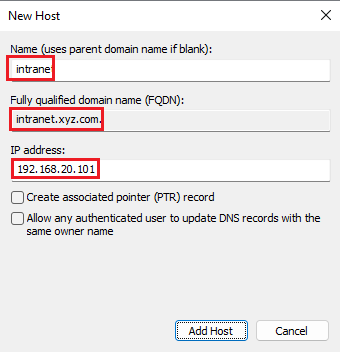 New Host
Name (uses parent domain name if blank):
intranet
Fully qualified domain name (FQDN):
intranet.xyz.com.
IP address:
192.168.20.101
Create associated pointer (PTR) record
Allow any authenticated user to update DNS records with the
same owner name
Add Host
Cancel